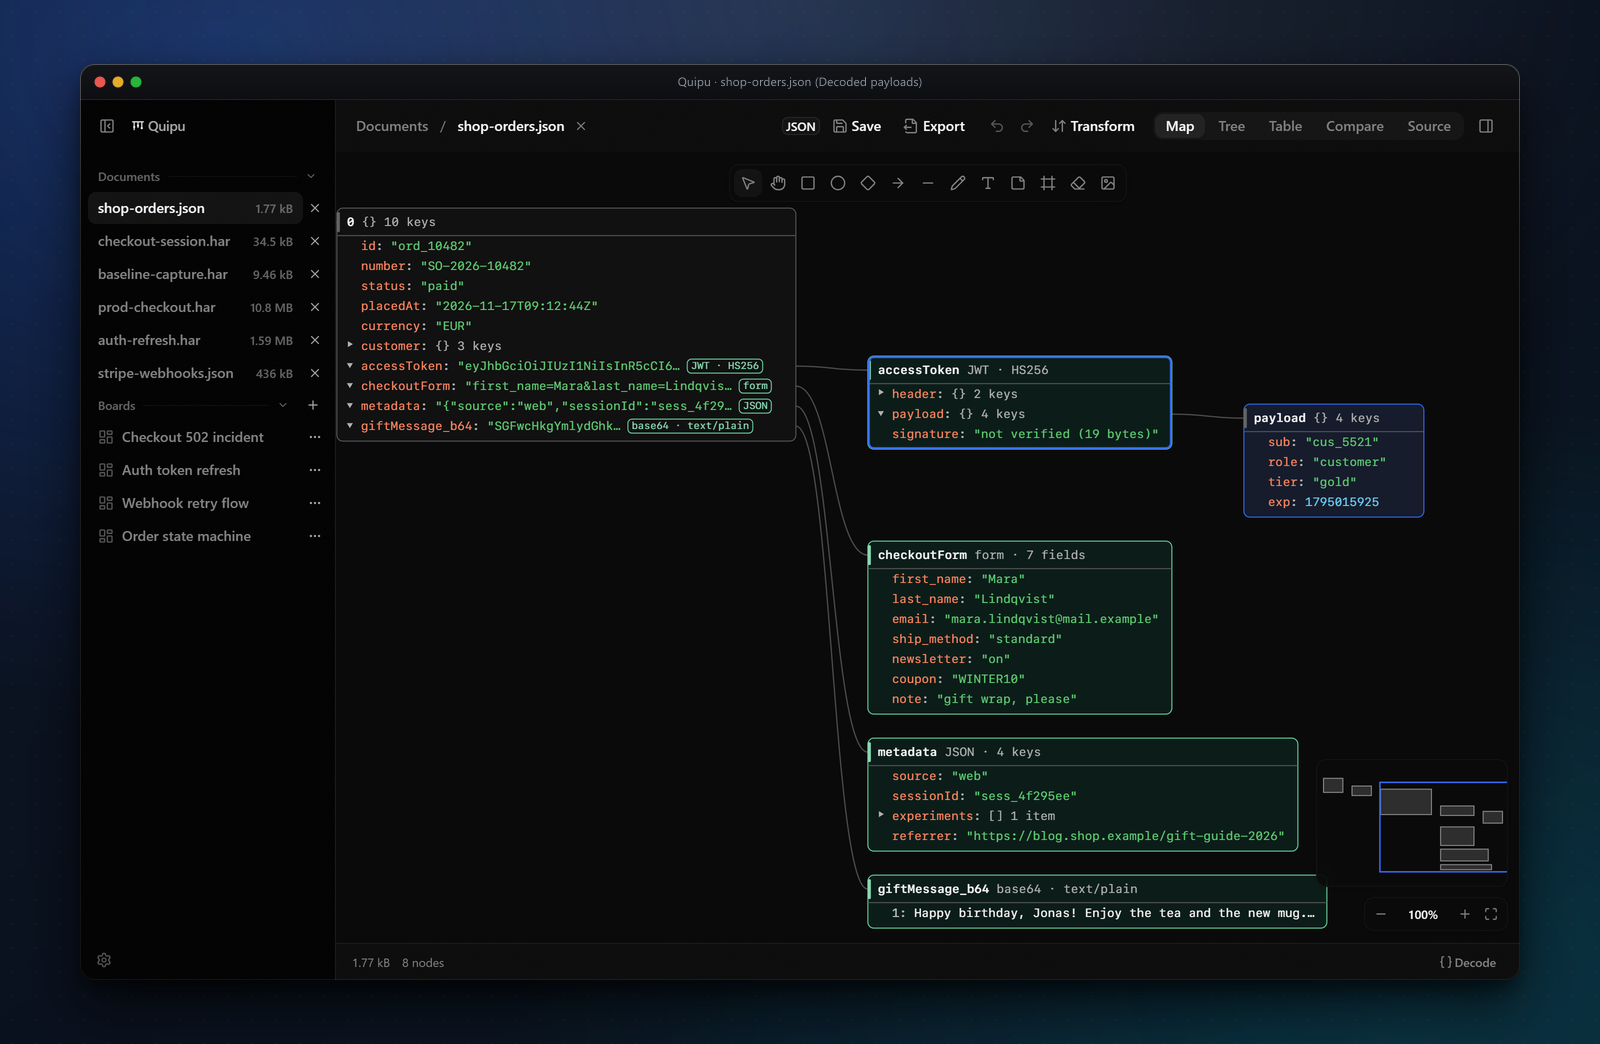 Quipu · shop-orders.json (Decoded payloads)
Quipu
Documents / shop-orders.json
JSON Save Export Transform Map Tree Table Compare Source
Documents
shop-orders.json 1.77 kB
checkout-session.har 34.5 kB
baseline-capture.har 9.46 kB
prod-checkout.har 10.8 MB
auth-refresh.har 1.59 MB
stripe-webhooks.json 436 kB
Boards
Checkout 502 incident
Auth token refresh
Webhook retry flow
Order state machine
0 {} 10 keys
id: "ord_10482"
number: "SO-2026-10482"
status: "paid"
placedAt: "2026-11-17T09:12:44Z"
currency: "EUR"
customer: {} 3 keys
accessToken: "eyJhbGciOiJIUzI1NiIsInR5cCI6… JWT · HS256
checkoutForm: "first_name=Mara&last_name=Lindqvis… form
metadata: "{"source":"web","sessionId":"sess_4f29… JSON
giftMessage_b64: "SGFwcHkgYmlydGhk… base64 · text/plain
accessToken JWT · HS256
header: {} 2 keys
payload: {} 4 keys
signature: "not verified (19 bytes)"
payload {} 4 keys
sub: "cus_5521"
role: "customer"
tier: "gold"
exp: 1795015925
checkoutForm form · 7 fields
first_name: "Mara"
last_name: "Lindqvist"
email: "mara.lindqvist@mail.example"
ship_method: "standard"
newsletter: "on"
coupon: "WINTER10"
note: "gift wrap, please"
metadata JSON · 4 keys
source: "web"
sessionId: "sess_4f295ee"
experiments: [] 1 item
referrer: "https://blog.shop.example/gift-guide-2026"
giftMessage_b64 base64 · text/plain
1: Happy birthday, Jonas! Enjoy the tea and the new mug.…
100%
1.77 kB 8 nodes
{} Decode